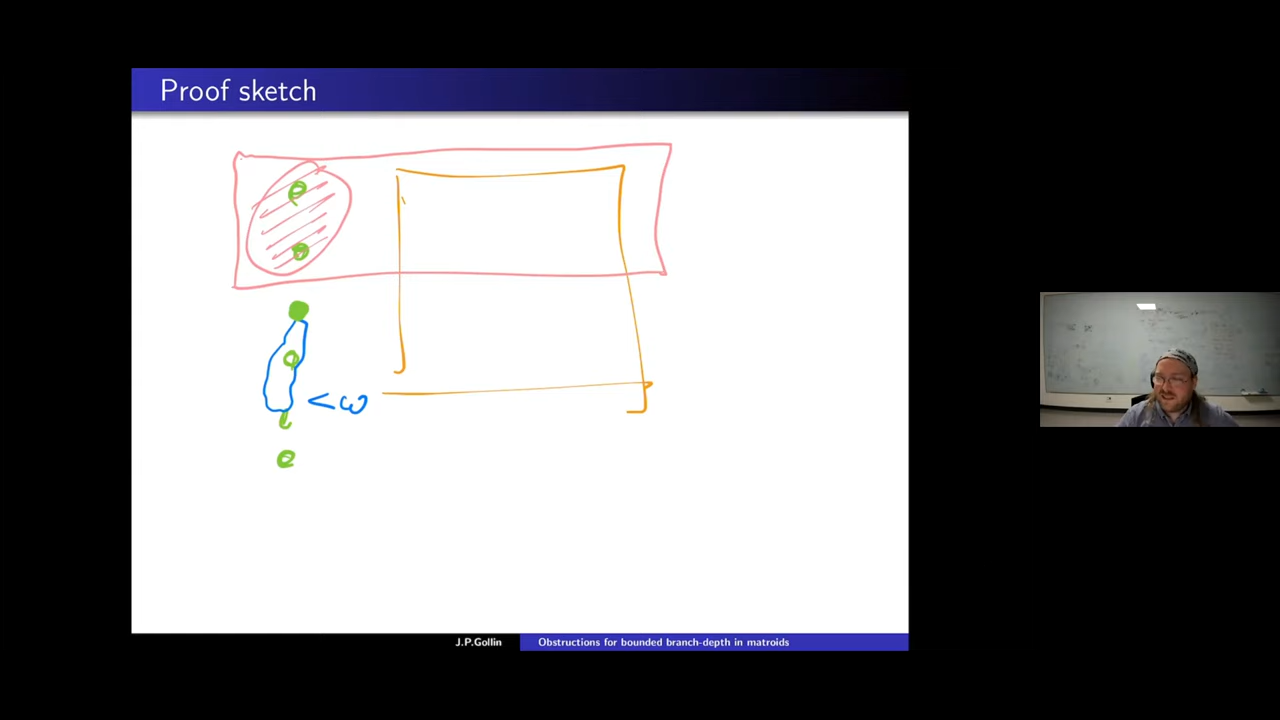 Proof sketch
<ω
J.P.Gollin
Obstructions for bounded branch-depth in matroids